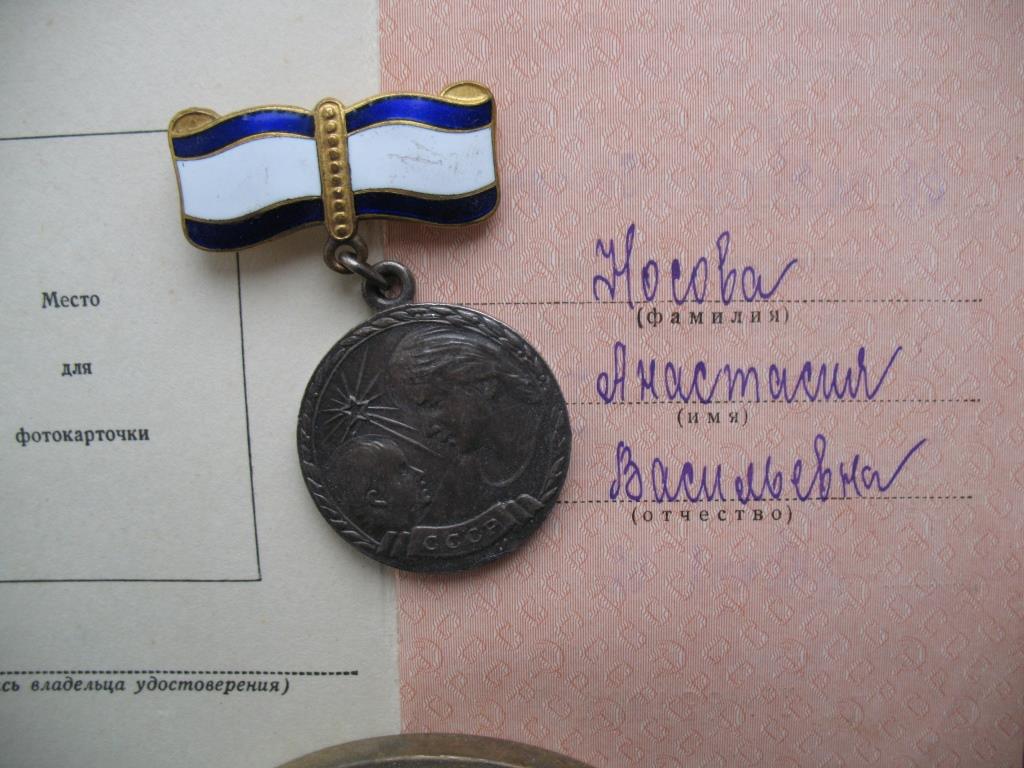 Место
для
фотокарточки
сь владельца удостоверения)
Носова
(фамилия)
Анастасия
(имя)
Васильевна
(отчество)
СССР